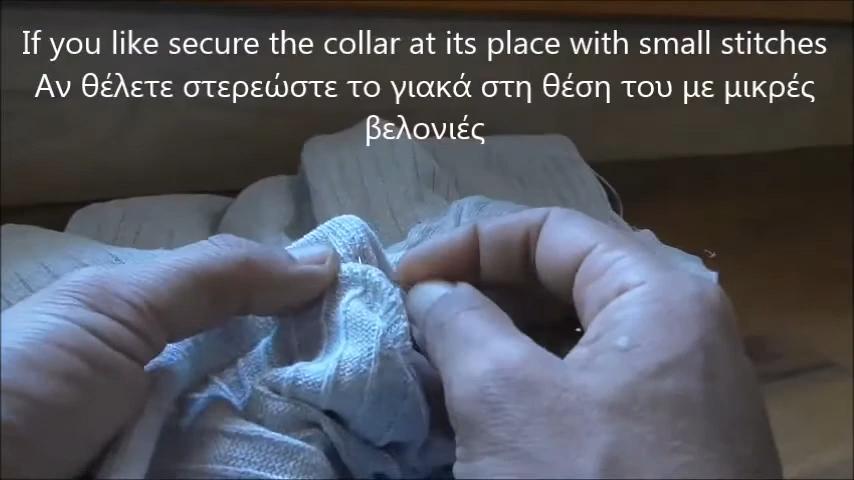 If you like secure the collar at its place with small stitches
Αν θέλετε στερεώστε το γιακά στη θέση του με μικρές
βελονιές